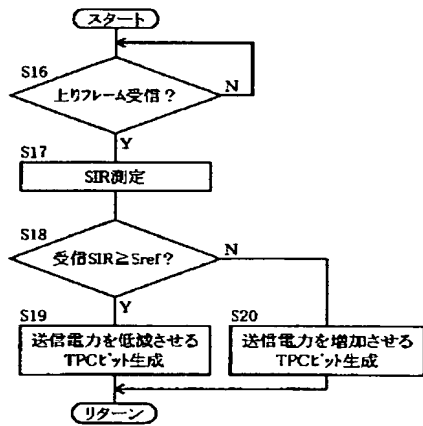 スタート
S16
上りフレーム受信?
N
Y
S17
SIR測定
S18
受信SIR≧Sref?
N
Y
S19
送信電力を低減させる
TPCビット生成
S20
送信電力を増加させる
TPCビット生成
リターン